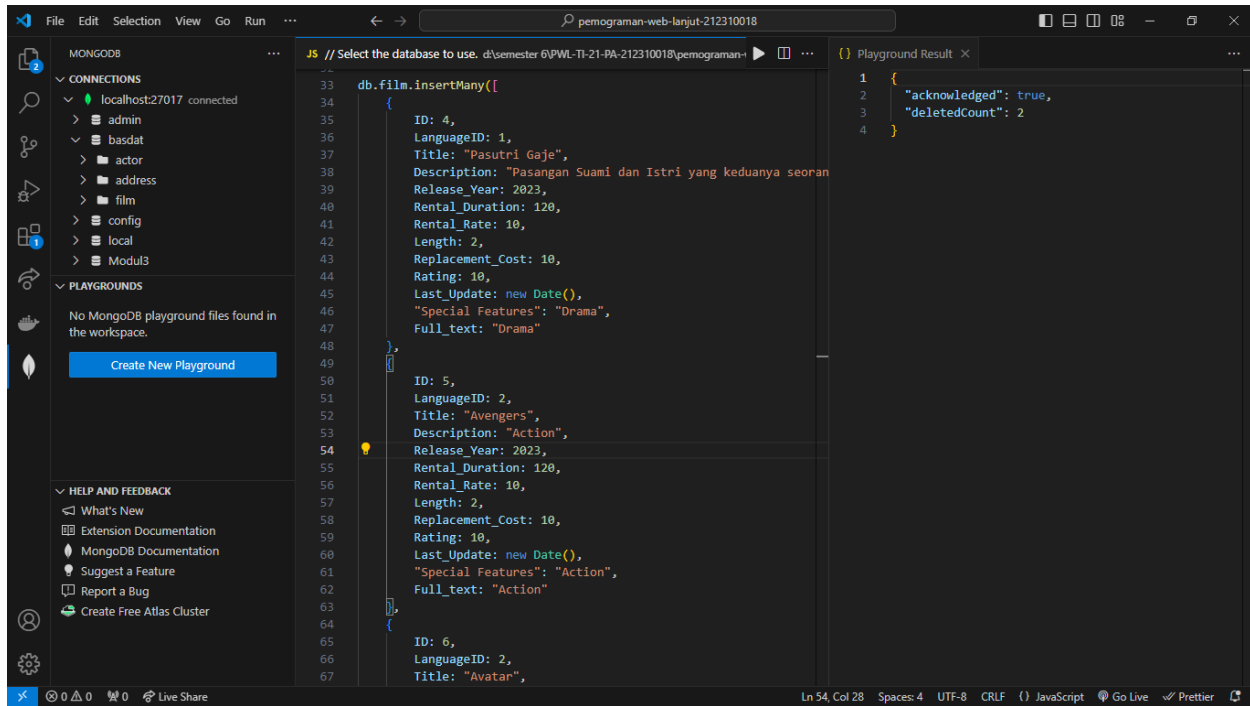 File Edit Selection View Go Run ···
pemograman-web-lanjut-212310018
MONGODB
CONNECTIONS
localhost:27017 connected
admin
basdat
actor
address
film
config
local
Modul3
PLAYGROUNDS
No MongoDB playground files found in
the workspace.
Create New Playground
HELP AND FEEDBACK
What's New
Extension Documentation
MongoDB Documentation
Suggest a Feature
Report a Bug
Create Free Atlas Cluster
2
1
JS // Select the database to use. d:\semester 6\PWL-TI-21-PA-212310018\pemograman-
33 db.film.insertMany([
34 {
35 ID: 4,
36 LanguageID: 1,
37 Title: "Pasutri Gaje",
38 Description: "Pasangan Suami dan Istri yang keduanya seoran
39 Release_Year: 2023,
40 Rental_Duration: 120,
41 Rental_Rate: 10,
42 Length: 2,
43 Replacement_Cost: 10,
44 Rating: 10,
45 Last_Update: new Date(),
46 "Special Features": "Drama",
47 Full_text: "Drama"
48 },
49 {
50 ID: 5,
51 LanguageID: 2,
52 Title: "Avengers",
53 Description: "Action",
54 Release_Year: 2023,
55 Rental_Duration: 120,
56 Rental_Rate: 10,
57 Length: 2,
58 Replacement_Cost: 10,
59 Rating: 10,
60 Last_Update: new Date(),
61 "Special Features": "Action",
62 Full_text: "Action"
63 },
64 {
65 ID: 6,
66 LanguageID: 2,
67 Title: "Avatar",
{} Playground Result
1 {
2 "acknowledged": true,
3 "deletedCount": 2
4 }
0 0 0 Live Share
Ln 54, Col 28 Spaces: 4 UTF-8 CRLF {} JavaScript Go Live Prettier